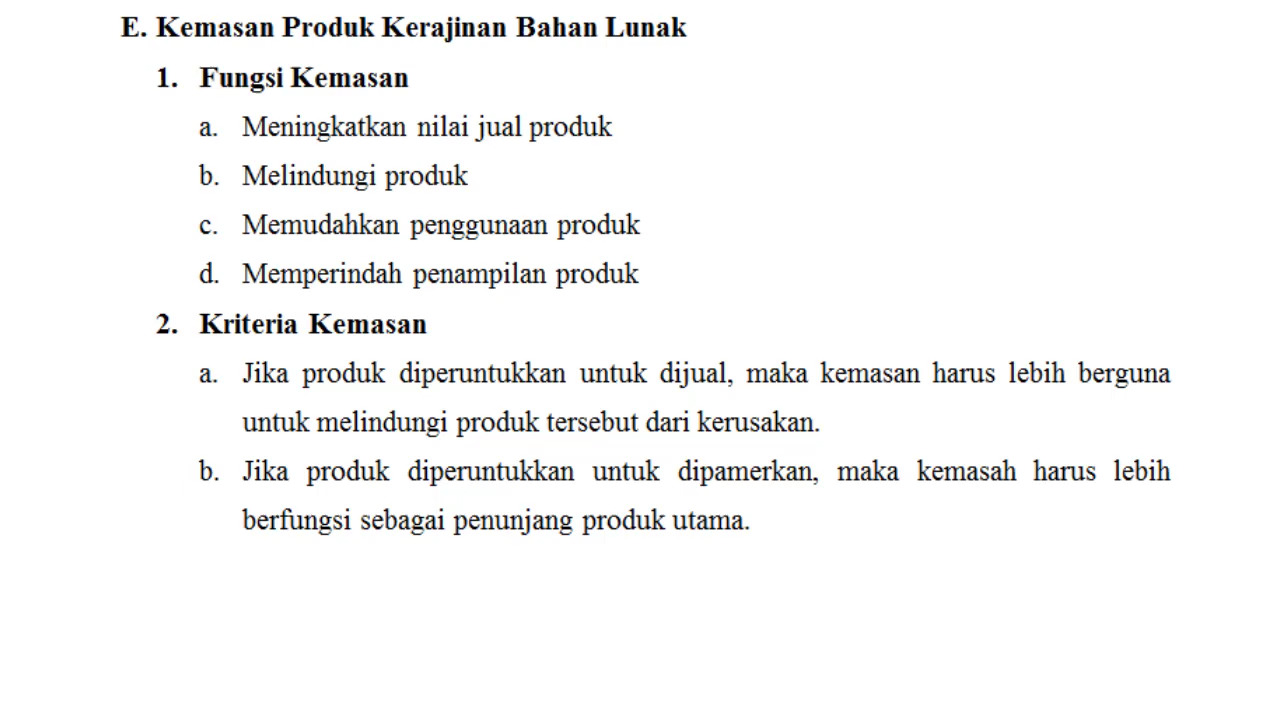 E. Kemasan Produk Kerajinan Bahan Lunak
1. Fungsi Kemasan
a. Meningkatkan nilai jual produk
b. Melindungi produk
c. Memudahkan penggunaan produk
d. Memperindah penampilan produk
2. Kriteria Kemasan
a. Jika produk diperuntukkan untuk dijual, maka kemasan harus lebih berguna
untuk melindungi produk tersebut dari kerusakan.
b. Jika produk diperuntukkan untuk dipamerkan, maka kemasah harus lebih
berfungsi sebagai penunjang produk utama.